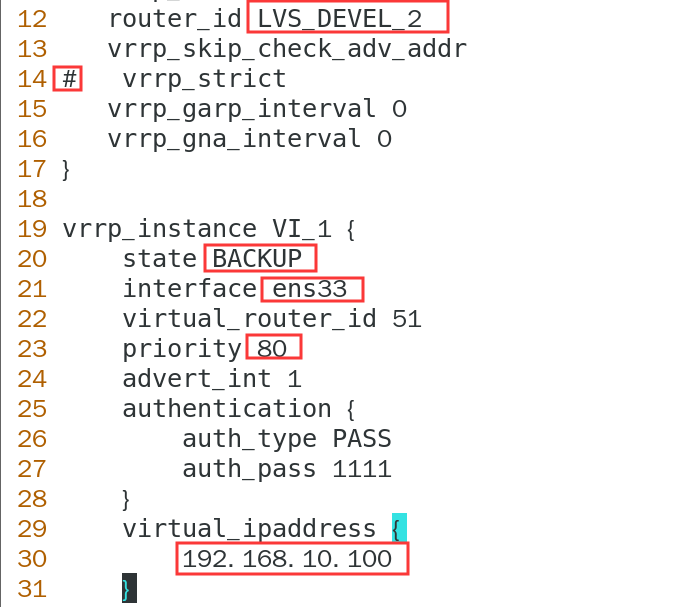 12    router_id LVS_DEVEL_2
13    vrrp_skip_check_adv_addr
14 #   vrrp_strict
15    vrrp_garp_interval 0
16    vrrp_gna_interval 0
17 }
18
19 vrrp_instance VI_1 {
20     state BACKUP
21     interface ens33
22     virtual_router_id 51
23     priority 80
24     advert_int 1
25     authentication {
26         auth_type PASS
27         auth_pass 1111
28     }
29     virtual_ipaddress {
30         192.168.10.100
31     }